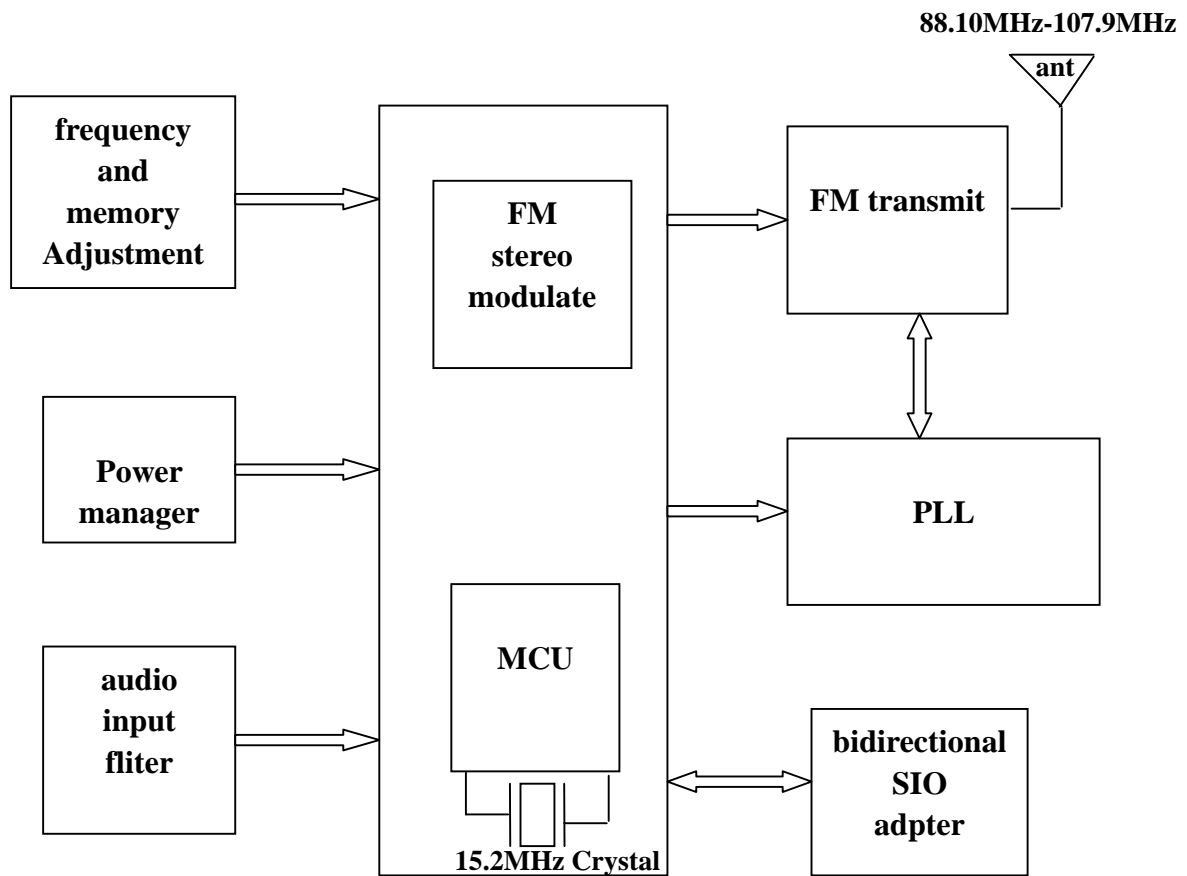 88.10MHz-107.9MHz
ant
frequency
and
memory
Adjustment
FM
stereo
modulate
FM transmit
Power
manager
PLL
MCU
audio
input
fliter
bidirectional
SIO
adpter
15.2MHz Crystal